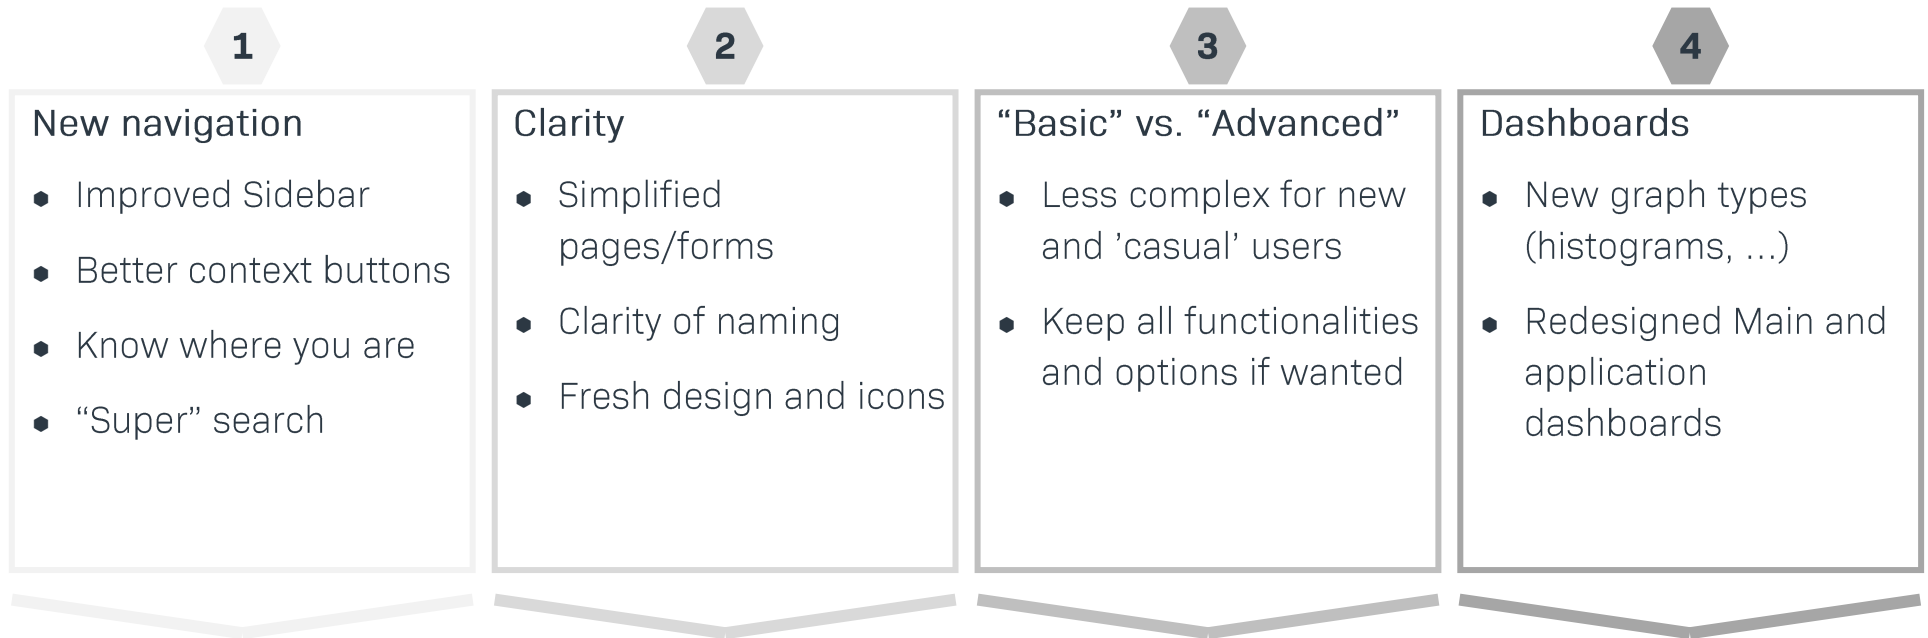 1
New navigation
Improved Sidebar
Better context buttons
Know where you are
“Super” search
2
Clarity
Simplified
pages/forms
Clarity of naming
Fresh design and icons
3
“Basic” vs. “Advanced”
Less complex for new
and ’casual’ users
Keep all functionalities
and options if wanted
4
Dashboards
New graph types
(histograms, ...)
Redesigned Main and
application
dashboards